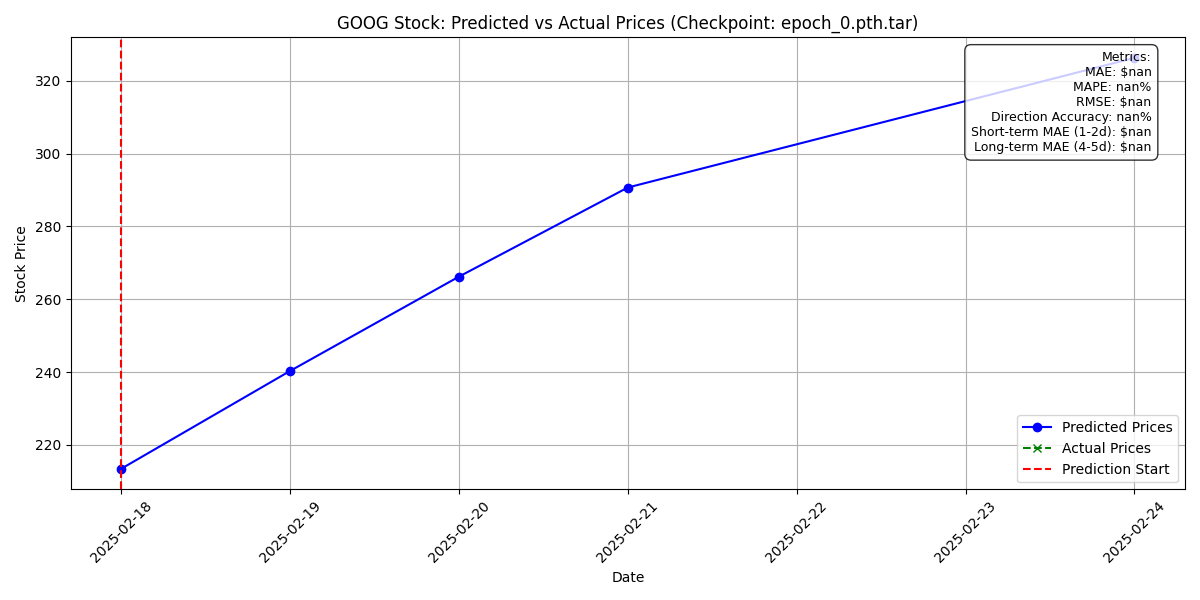 GOOG Stock: Predicted vs Actual Prices (Checkpoint: epoch_0.pth.tar)
Metrics:
MAE: $nan
MAPE: nan%
RMSE: $nan
Direction Accuracy: nan%
Short-term MAE (1-2d): $nan
Long-term MAE (4-5d): $nan
Stock Price
320
300
280
260
240
220
Predicted Prices
Actual Prices
Prediction Start
2025-02-18
2025-02-19
2025-02-20
2025-02-21
2025-02-22
2025-02-23
2025-02-24
Date